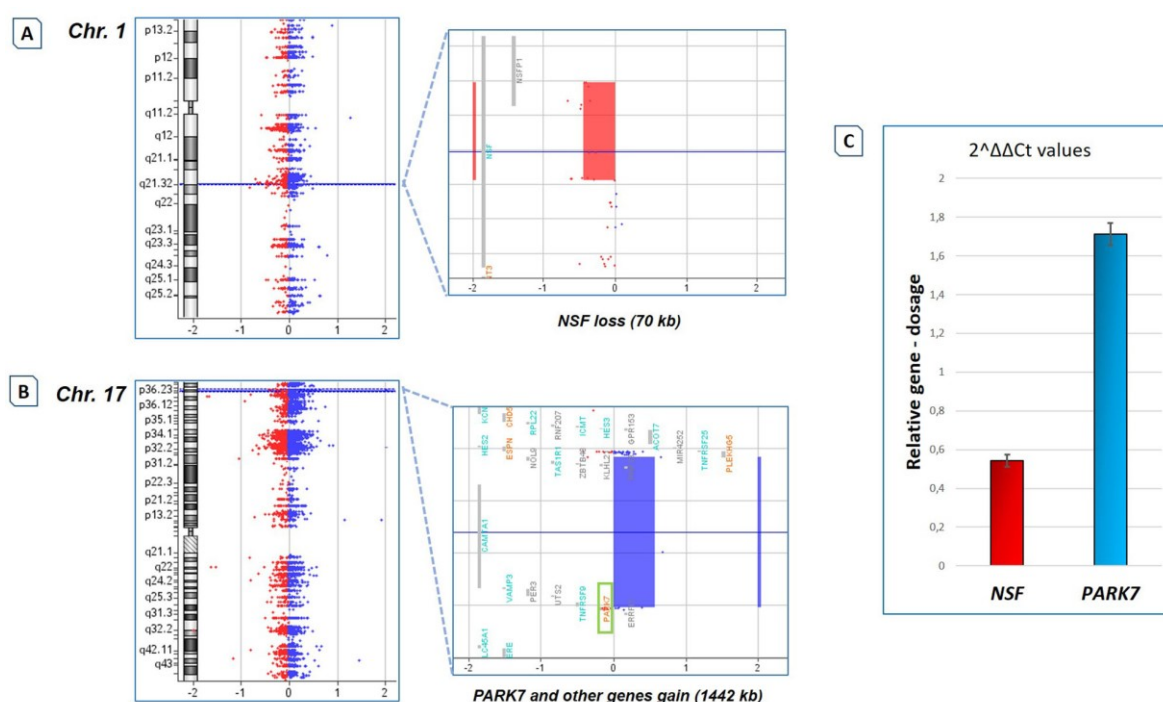 A
Chr. 1
p13.2
p12
p11.2
q11.2
q12
q21.1
q21.32
q22
q23.1
q23.3
q24.3
q25.1
q25.2
-2 -1 0 1 2
NSFP1
NSF
-2 -1 0 1 2
NSF loss (70 kb)
B
Chr. 17
p36.23
p36.12
p35.1
p34.1
p32.2
p31.2
p22.3
p21.2
p13.2
q21.1
q22
q24.2
q25.3
q31.3
q32.2
q42.11
q43
-2 -1 0 1 2
KCN CHD5 RPL22 RNF207 ICMT HES3 GPR153 ACOT7
HES2 ESPN NOL9 TAS1R1 ZBTB48 KLHL21 MIR4252 TNFRSF25 PLEKHG5
CAMTA1
VAMP3 PER3 UTS2 TNFRSF9 PARK7 ERRF
LC45A1 ERE
-2 -1 0 1 2
PARK7 and other genes gain (1442 kb)
C
2^ΔΔCt values
Relative gene - dosage
2
1,8
1,6
1,4
1,2
1
0,8
0,6
0,4
0,2
0
NSF PARK7